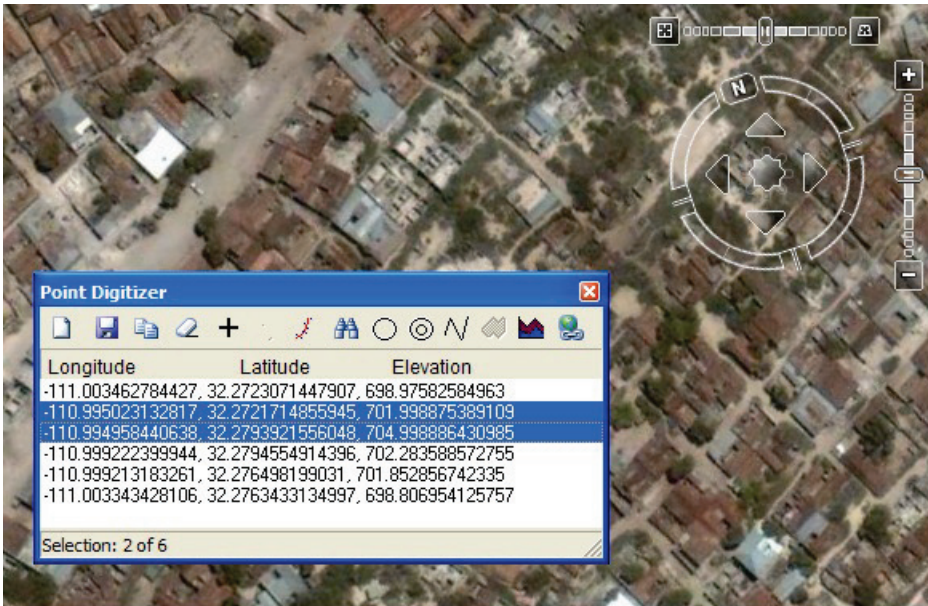 N
Point Digitizer
Longitude Latitude Elevation
-111.003462784427, 32.2723071447907, 698.97582584963
-110.995023132817, 32.2721714855945, 701.998875389109
-110.994958440638, 32.2793921556048, 704.998886430985
-110.999222399944, 32.2794554914396, 702.283588572755
-110.999213183261, 32.276498199031, 701.852856742335
-111.003343428106, 32.2763433134997, 698.806954125757
Selection: 2 of 6